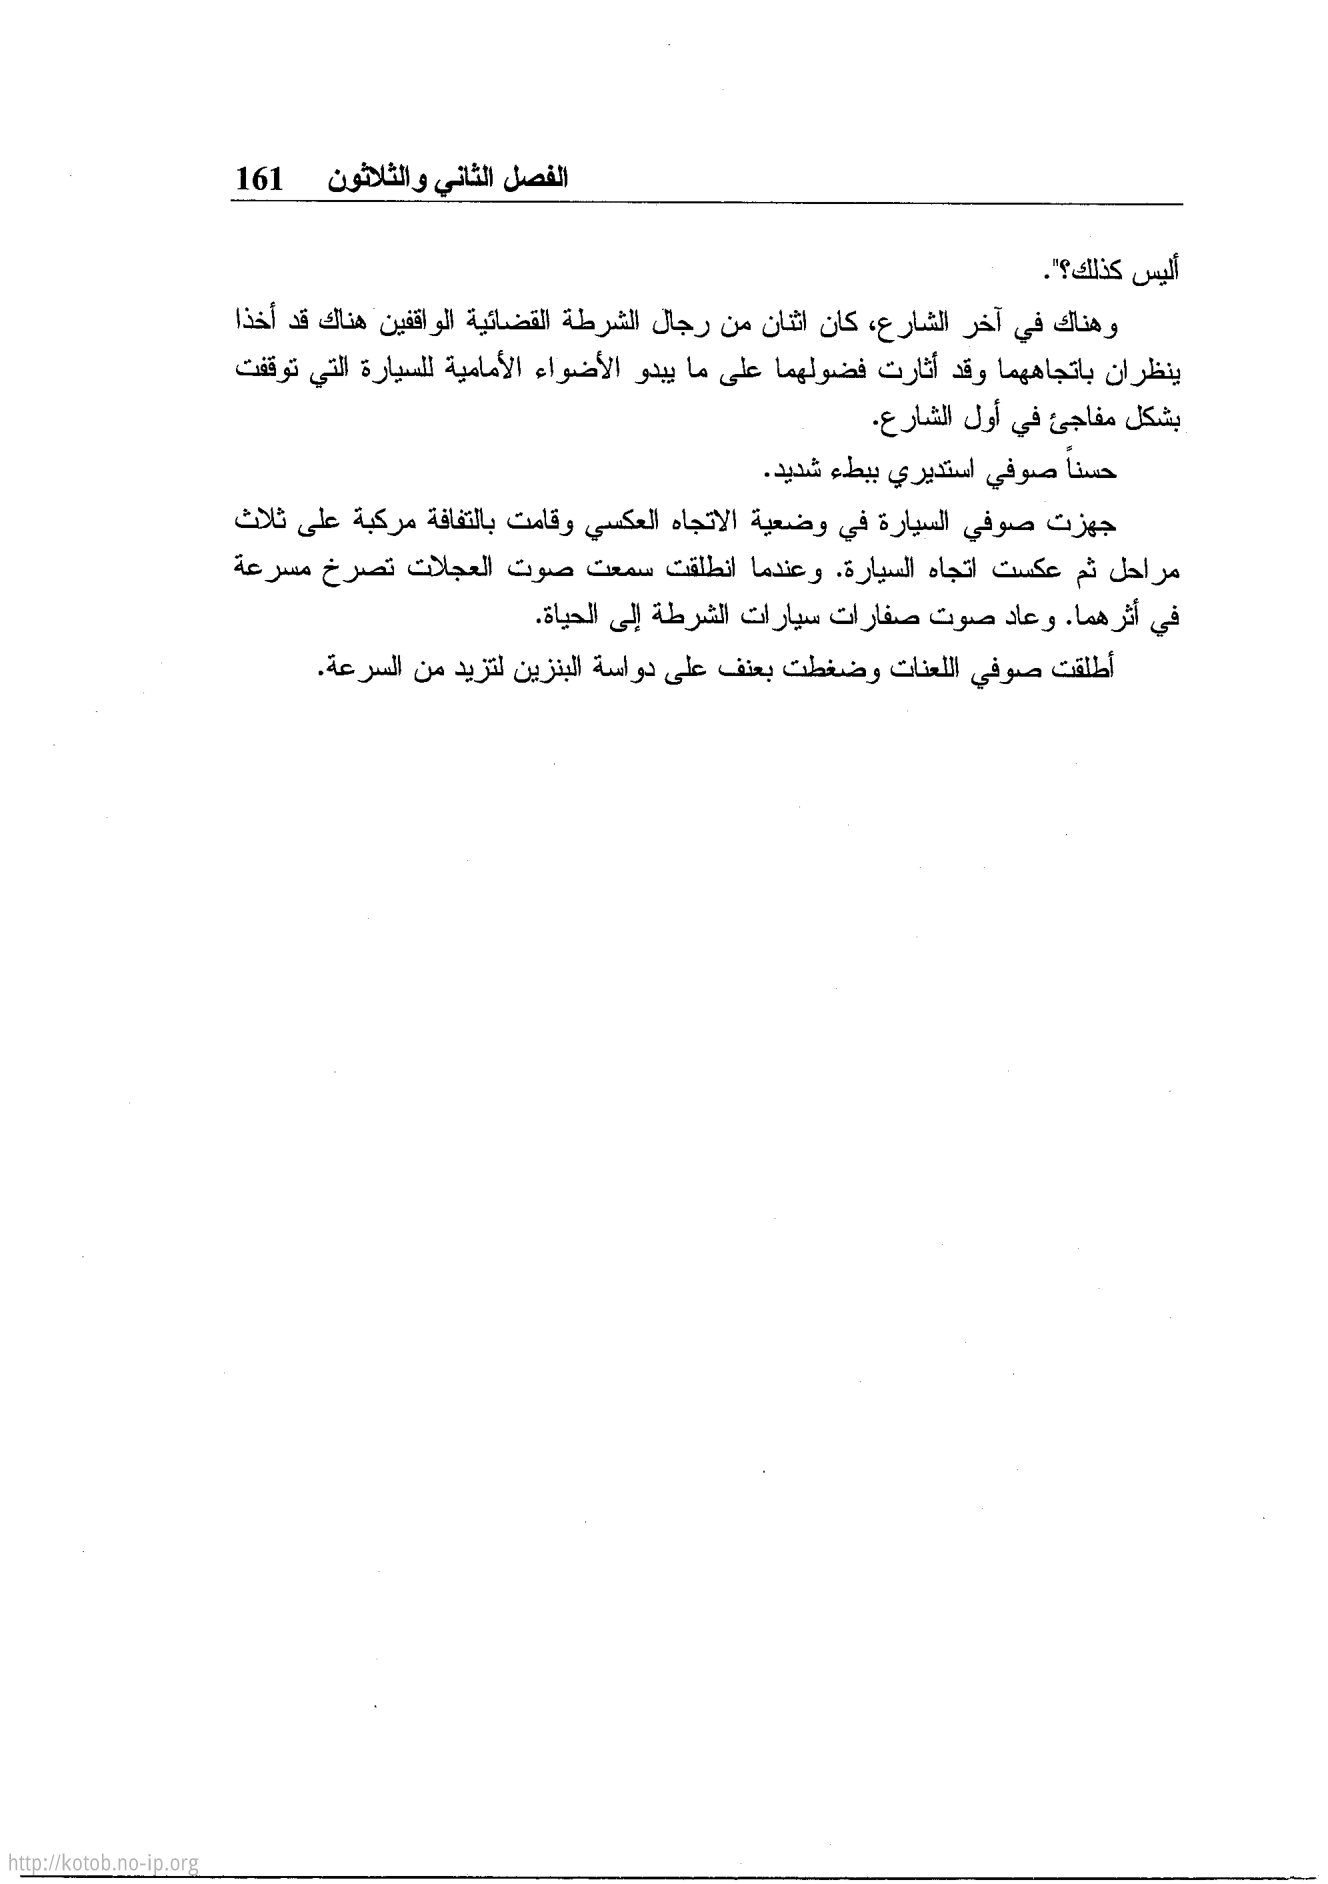 الفصل الثاني والثلاثون 161
أليس كذلك؟".
وهناك في آخر الشارع، كان اثنان من رجال الشرطة القضائية الواقفين هناك قد أخذا
ينظران باتجاههما وقد أثارت فضولهما على ما يبدو الأضواء الأمامية للسيارة التي توقفت
بشكل مفاجئ في أول الشارع.
حسناً صوفي استديري ببطء شديد.
جهزت صوفي السيارة في وضعية الاتجاه العكسي وقامت بالتفافة مركبة على ثلاث
مراحل ثم عكست اتجاه السيارة. وعندما انطلقت سمعت صوت العجلات تصرخ مسرعة
في أثرهما. وعاد صوت صفارات سيارات الشرطة إلى الحياة.
أطلقت صوفي اللعنات وضغطت بعنف على دواسة البنزين لتزيد من السرعة.
http://kotob.no-ip.org